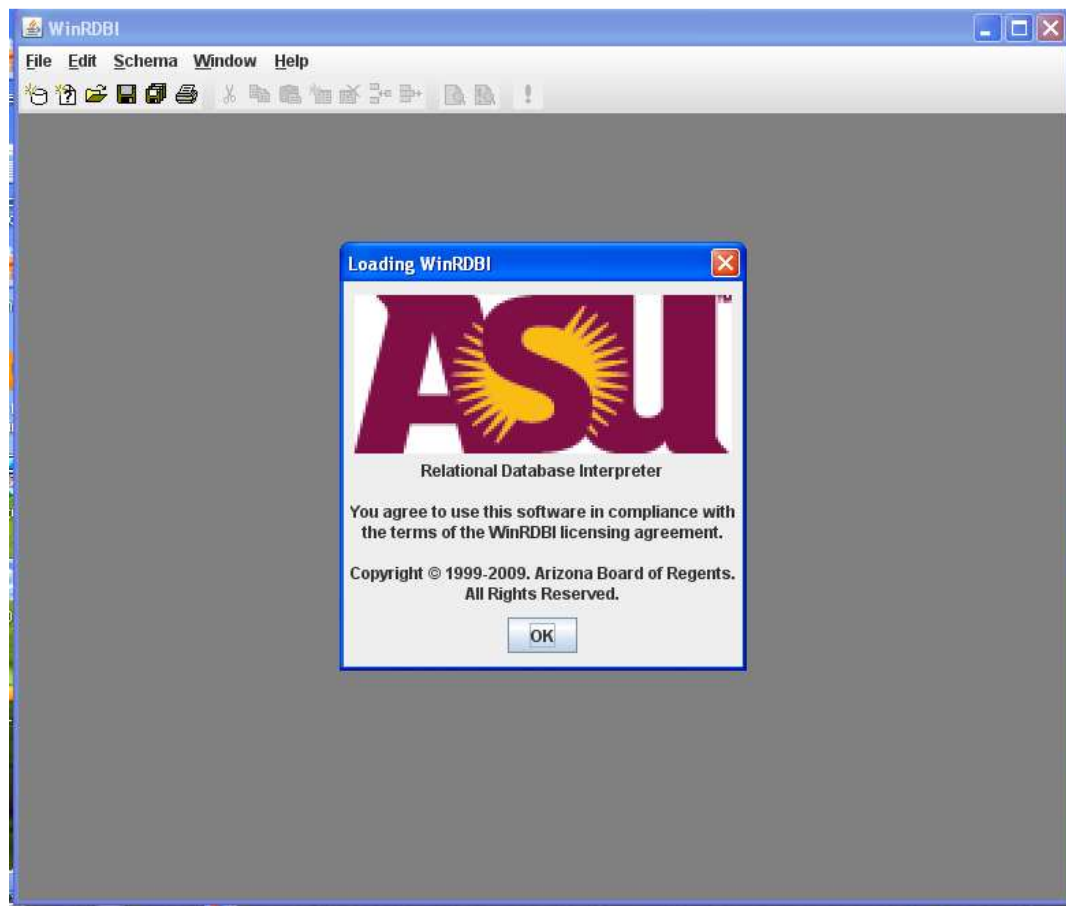 WinRDBI
File Edit Schema Window Help
Loading WinRDBI
ASU
TM
Relational Database Interpreter
You agree to use this software in compliance with
the terms of the WinRDBI licensing agreement.
Copyright © 1999-2009. Arizona Board of Regents.
All Rights Reserved.
OK